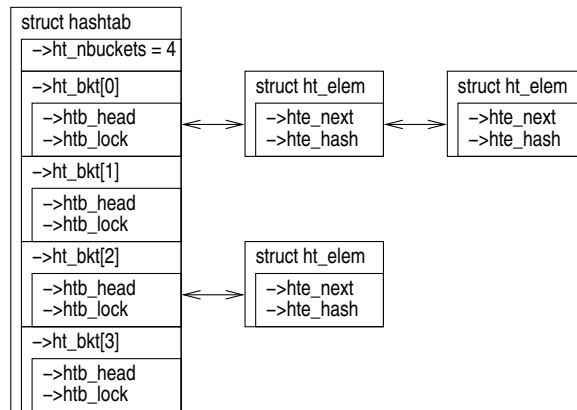 struct hashtab
−>ht_nbuckets = 4
−>ht_bkt[0]
−>htb_head
−>htb_lock
struct ht_elem
−>hte_next
−>hte_hash
struct ht_elem
−>hte_next
−>hte_hash
−>ht_bkt[1]
−>htb_head
−>htb_lock
−>ht_bkt[2]
−>htb_head
−>htb_lock
struct ht_elem
−>hte_next
−>hte_hash
−>ht_bkt[3]
−>htb_head
−>htb_lock